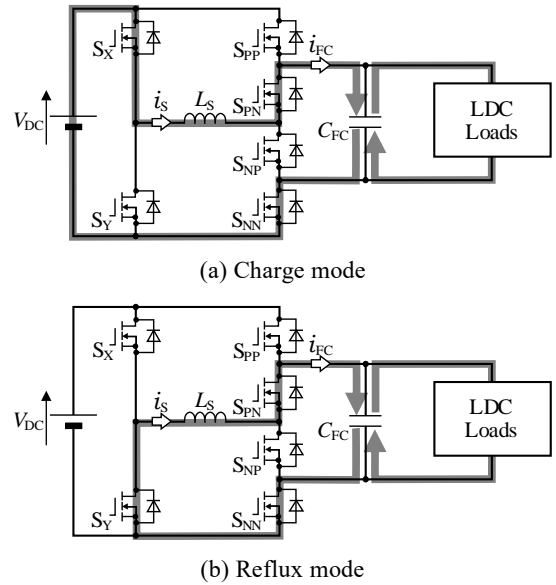 S_X
S_PP
i_FC
i_S
L_S
S_PN
V_DC
C_FC
LDC
Loads
S_NP
S_Y
S_NN
(a) Charge mode
S_X
S_PP
i_FC
i_S
L_S
S_PN
V_DC
C_FC
LDC
Loads
S_NP
S_Y
S_NN
(b) Reflux mode